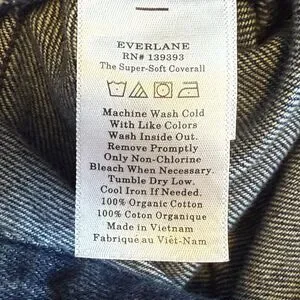 EVERLANE
RN# 139393
The Super-Soft Coverall
Machine Wash Cold
With Like Colors
Wash Inside Out.
Remove Promptly
Only Non-Chlorine
Bleach When Necessary.
Tumble Dry Low.
Cool Iron If Needed.
100% Organic Cotton
100% Coton Organique
Made in Vietnam
Fabriqué au Viêt-Nam